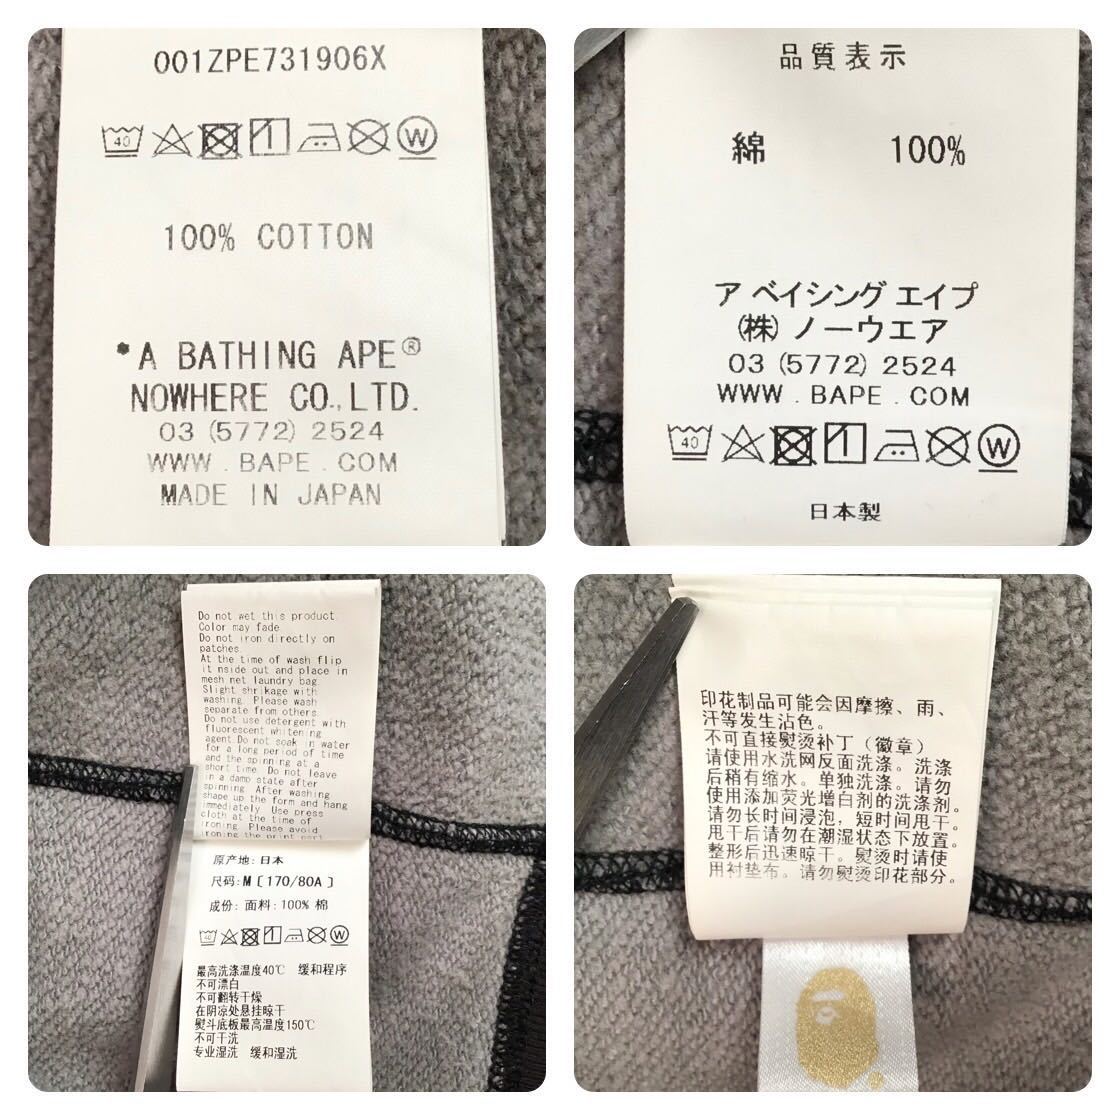 001ZPE731906X
40
100% COTTON
*A BATHING APE®
NOWHERE CO.,LTD.
03 (5772) 2524
WWW . BAPE . COM
MADE IN JAPAN
品質表示
綿 100%
ア ベイシング エイプ
(株) ノーウエア
03 (5772) 2524
WWW . BAPE . COM
40
日本製
Do not wet this product.
Color may fade.
Do not iron directly on
patches.
At the time of wash flip
it nside out and place in
mesh net laundry bag.
Slight shrikage with
washing. Please wash
separate from others.
Do not use detergent with
fluorescent whitening
agent.Do not soak in water
for a long period of time
and the spinning at a
short time. Do not leave
in a damp state after
spinning. After washing
shape up the form and hang
immediately. Use press
cloth at the time of
ironing. Please avoid
ironing the print part.
原产地: 日本
尺码: M〔170/80A〕
成份: 面料: 100% 棉
40
最高洗涤温度40℃ 缓和程序
不可漂白
不可翻转干燥
在阴凉处悬挂晾干
熨斗底板最高温度150℃
不可干洗
专业湿洗 缓和湿洗
印花制品可能会因摩擦、雨、
汗等发生沾色。
不可直接熨烫补丁（徽章）
请使用水洗网反面洗涤。洗涤
后稍有缩水。单独洗涤。请勿
使用添加荧光增白剂的洗涤剂。
请勿长时间浸泡，短时间甩干。
甩干后请勿在潮湿状态下放置。
整形后迅速晾干。熨烫时请使
用衬垫布。请勿熨烫印花部分。